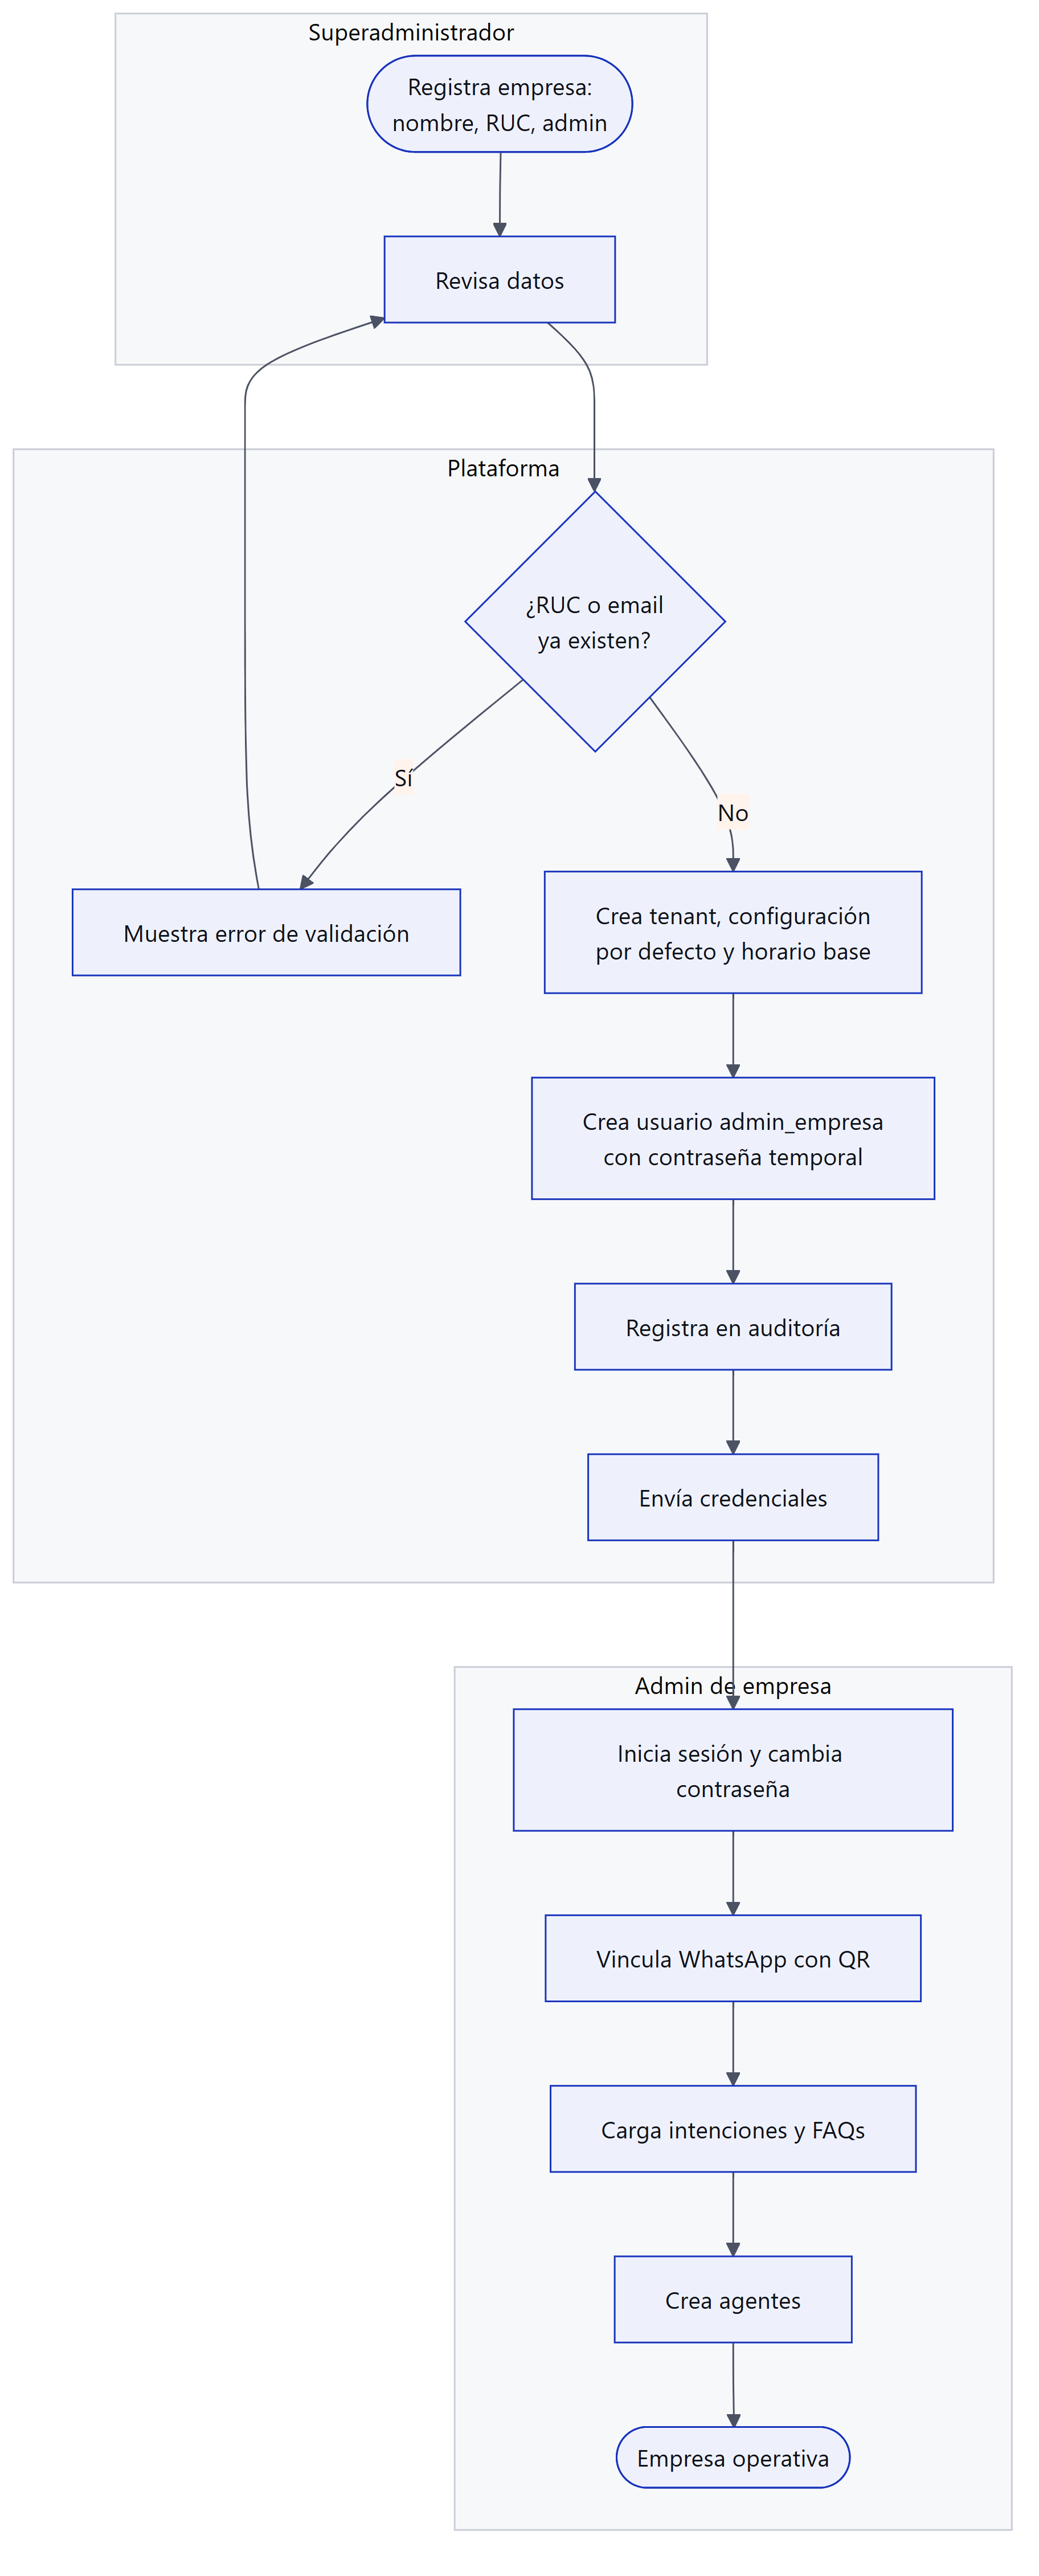 Superadministrador
Registra empresa:
nombre, RUC, admin
Revisa datos
Plataforma
¿RUC o email
ya existen?
Sí
No
Muestra error de validación
Crea tenant, configuración
por defecto y horario base
Crea usuario admin_empresa
con contraseña temporal
Registra en auditoría
Envía credenciales
Admin de empresa
Inicia sesión y cambia
contraseña
Vincula WhatsApp con QR
Carga intenciones y FAQs
Crea agentes
Empresa operativa